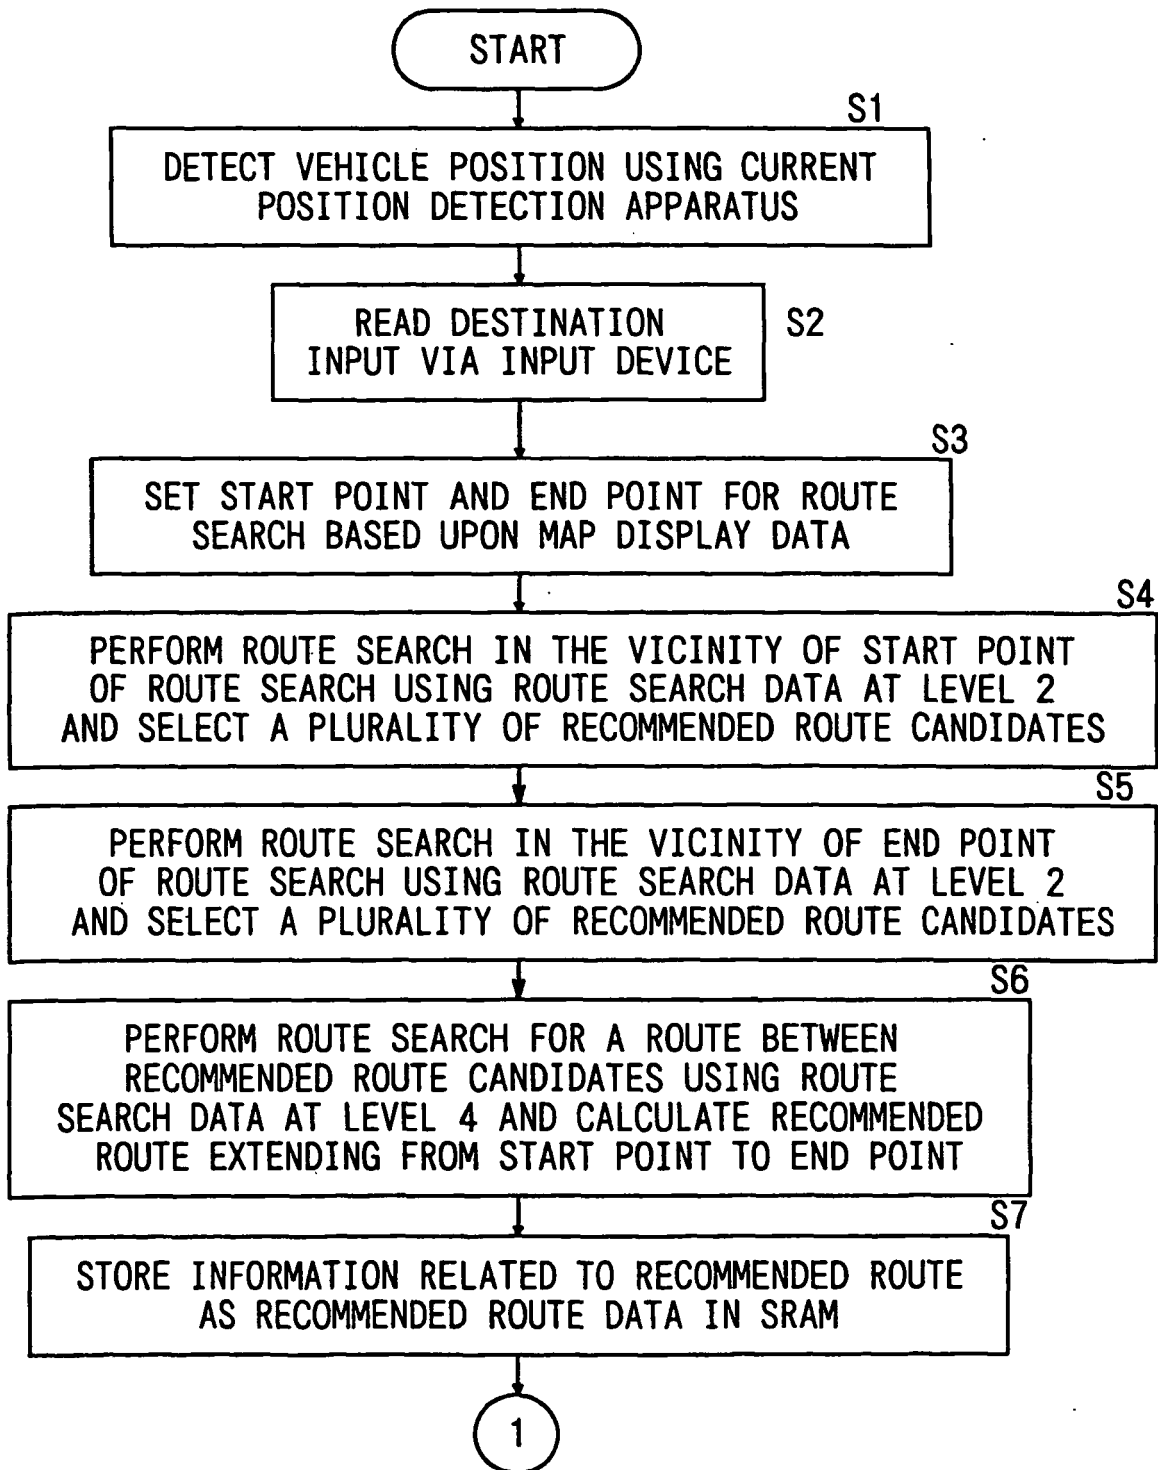 START
S1
DETECT VEHICLE POSITION USING CURRENT
POSITION DETECTION APPARATUS
S2
READ DESTINATION
INPUT VIA INPUT DEVICE
S3
SET START POINT AND END POINT FOR ROUTE
SEARCH BASED UPON MAP DISPLAY DATA
S4
PERFORM ROUTE SEARCH IN THE VICINITY OF START POINT
OF ROUTE SEARCH USING ROUTE SEARCH DATA AT LEVEL 2
AND SELECT A PLURALITY OF RECOMMENDED ROUTE CANDIDATES
S5
PERFORM ROUTE SEARCH IN THE VICINITY OF END POINT
OF ROUTE SEARCH USING ROUTE SEARCH DATA AT LEVEL 2
AND SELECT A PLURALITY OF RECOMMENDED ROUTE CANDIDATES
S6
PERFORM ROUTE SEARCH FOR A ROUTE BETWEEN
RECOMMENDED ROUTE CANDIDATES USING ROUTE
SEARCH DATA AT LEVEL 4 AND CALCULATE RECOMMENDED
ROUTE EXTENDING FROM START POINT TO END POINT
S7
STORE INFORMATION RELATED TO RECOMMENDED ROUTE
AS RECOMMENDED ROUTE DATA IN SRAM
1